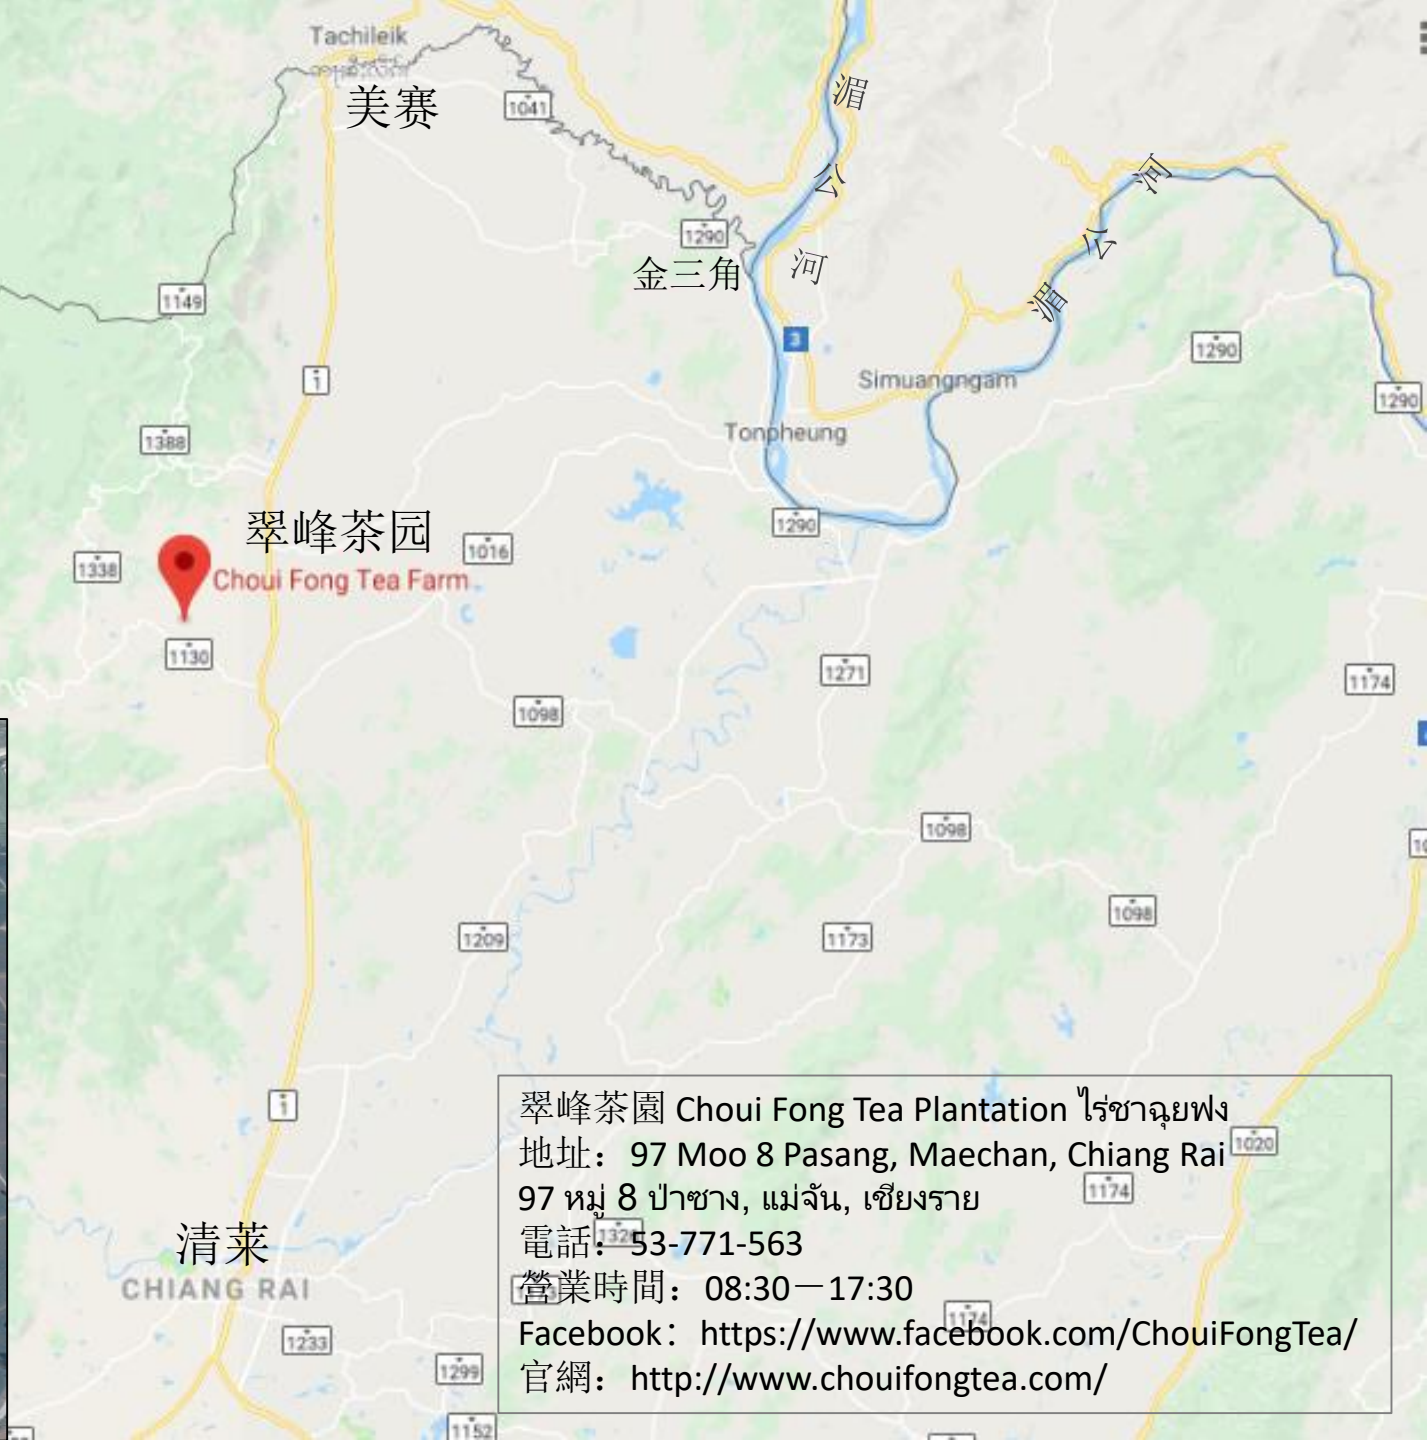 Tachileik
美赛
1041
湄
公
河
湄
公
河
1290
金三角
1149
3
1290
1
Simuangngam
1290
Tonpheung
1388
翠峰茶园
1290
1016
1338
Choui Fong Tea Farm
1130
1271
1174
1098
1098
1098
1209
1173
1
翠峰茶園 Choui Fong Tea Plantation ไร่ชาฉุยฟง
地址：97 Moo 8 Pasang, Maechan, Chiang Rai
1020
97 หมู่ 8 ป่าซาง, แม่จัน, เชียงราย
1174
電話：53-771-563
營業時間：08:30－17:30
1174
Facebook：https://www.facebook.com/ChouiFongTea/
官網：http://www.chouifongtea.com/
清莱
CHIANG RAI
1233
1299
1152